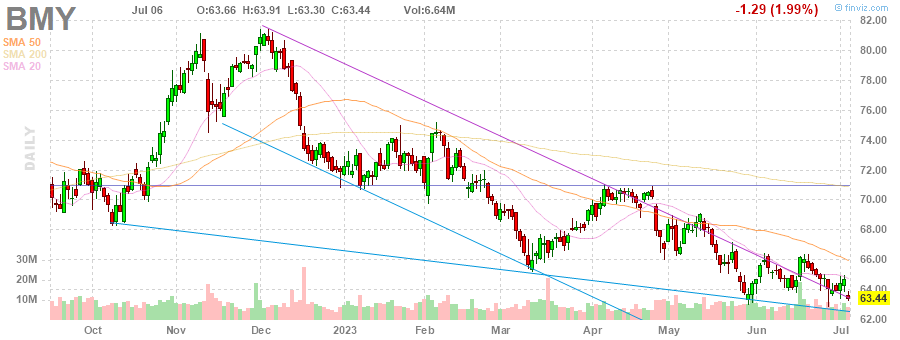 BMY
Jul 06 O:63.66 H:63.91 L:63.30 C:63.44 Vol:6.64M
-1.29 (1.99%)
@ finviz.com
SMA 50
SMA 200
SMA 20
DAILY
82.00
80.00
78.00
76.00
74.00
72.00
70.00
68.00
66.00
64.00
63.44
62.00
30M
20M
10M
Oct Nov Dec 2023 Feb Mar Apr May Jun Jul